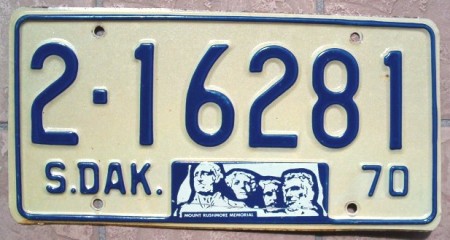 2-16281
S.DAK. 70
MOUNT RUSHMORE MEMORIAL